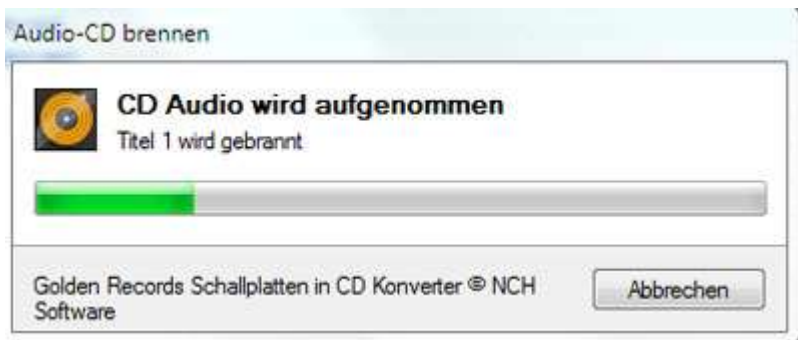 Audio-CD brennen
CD Audio wird aufgenommen
Titel 1 wird gebrannt
Golden Records Schallplatten in CD Konverter © NCH
Software
Abbrechen